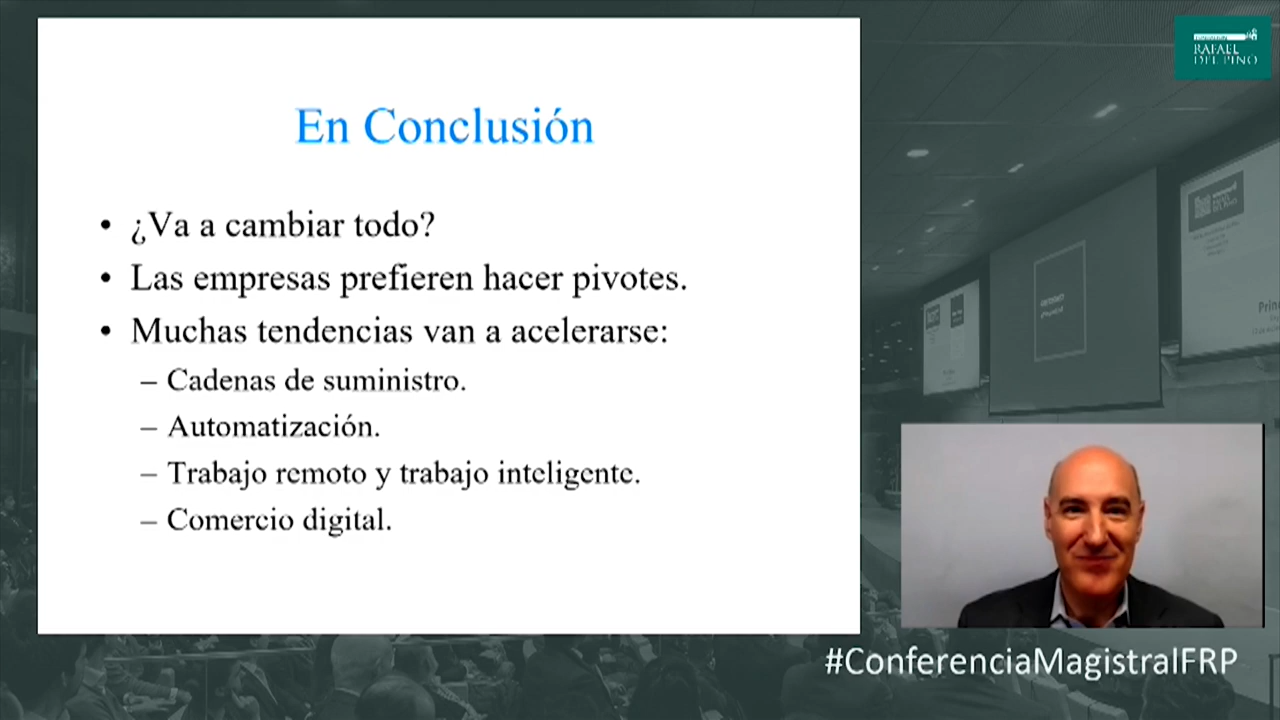 En Conclusión
• ¿Va a cambiar todo?
• Las empresas prefieren hacer pivotes.
• Muchas tendencias van a acelerarse:
– Cadenas de suministro.
– Automatización.
– Trabajo remoto y trabajo inteligente.
– Comercio digital.
RAFAEL
DEL PINO
#ConferenciaMagistralFRP